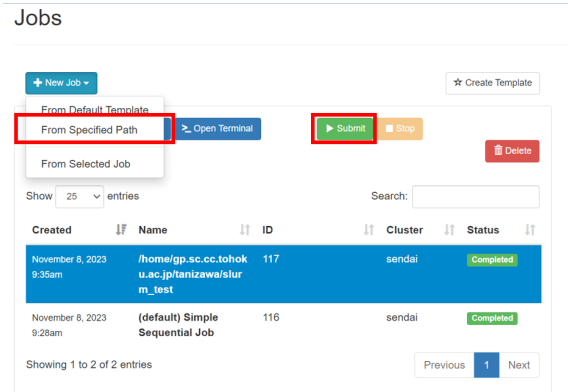 Jobs
New Job
Create Template
From Default Template
From Specified Path
From Selected Job
Open Terminal
Submit
Stop
Delete
Show 25 entries
Search:
Created Name ID Cluster Status
November 8, 2023 /home/gp.sc.cc.tohok 117 sendai Completed
9:35am u.ac.jp/tanizawa/slur
m_test
November 8, 2023 (default) Simple 116 sendai Completed
9:28am Sequential Job
Showing 1 to 2 of 2 entries
Previous 1 Next